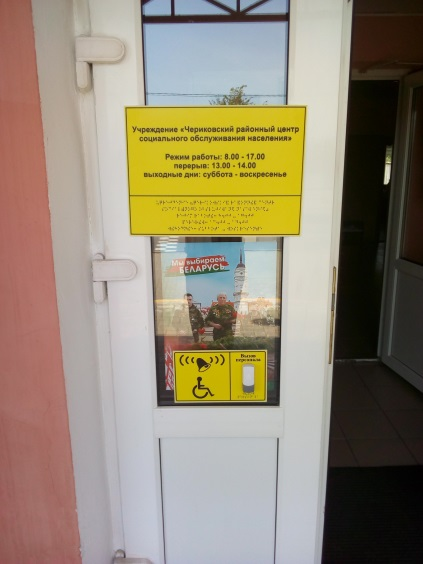 Учреждение «Чериковский районный центр
социального обслуживания населения»
Режим работы: 8.00 - 17.00
перерыв: 13.00 - 14.00
выходные дни: суббота - воскресенье
Мы выбираем
БЕЛАРУСЬ
Вызов
персонала